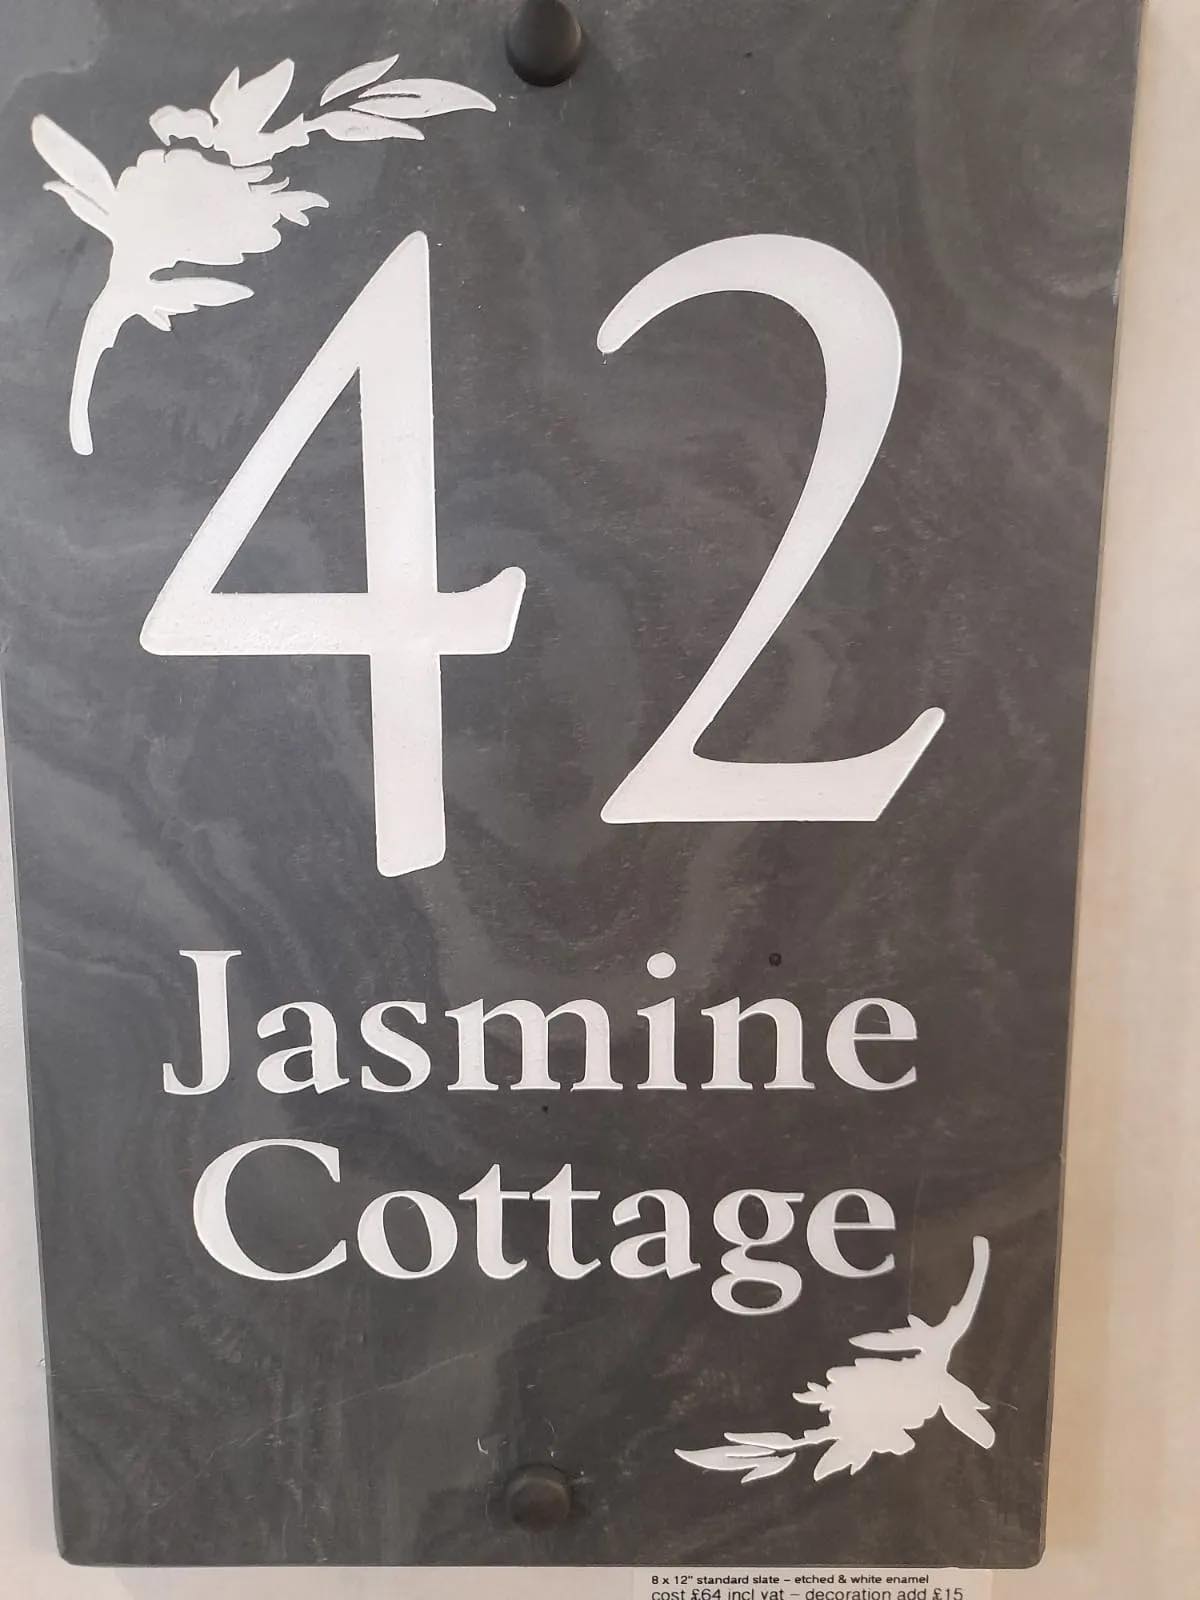 42
Jasmine
Cottage
8 x 12" standard slate – etched & white enamel
cost £64 incl vat – decoration add £15